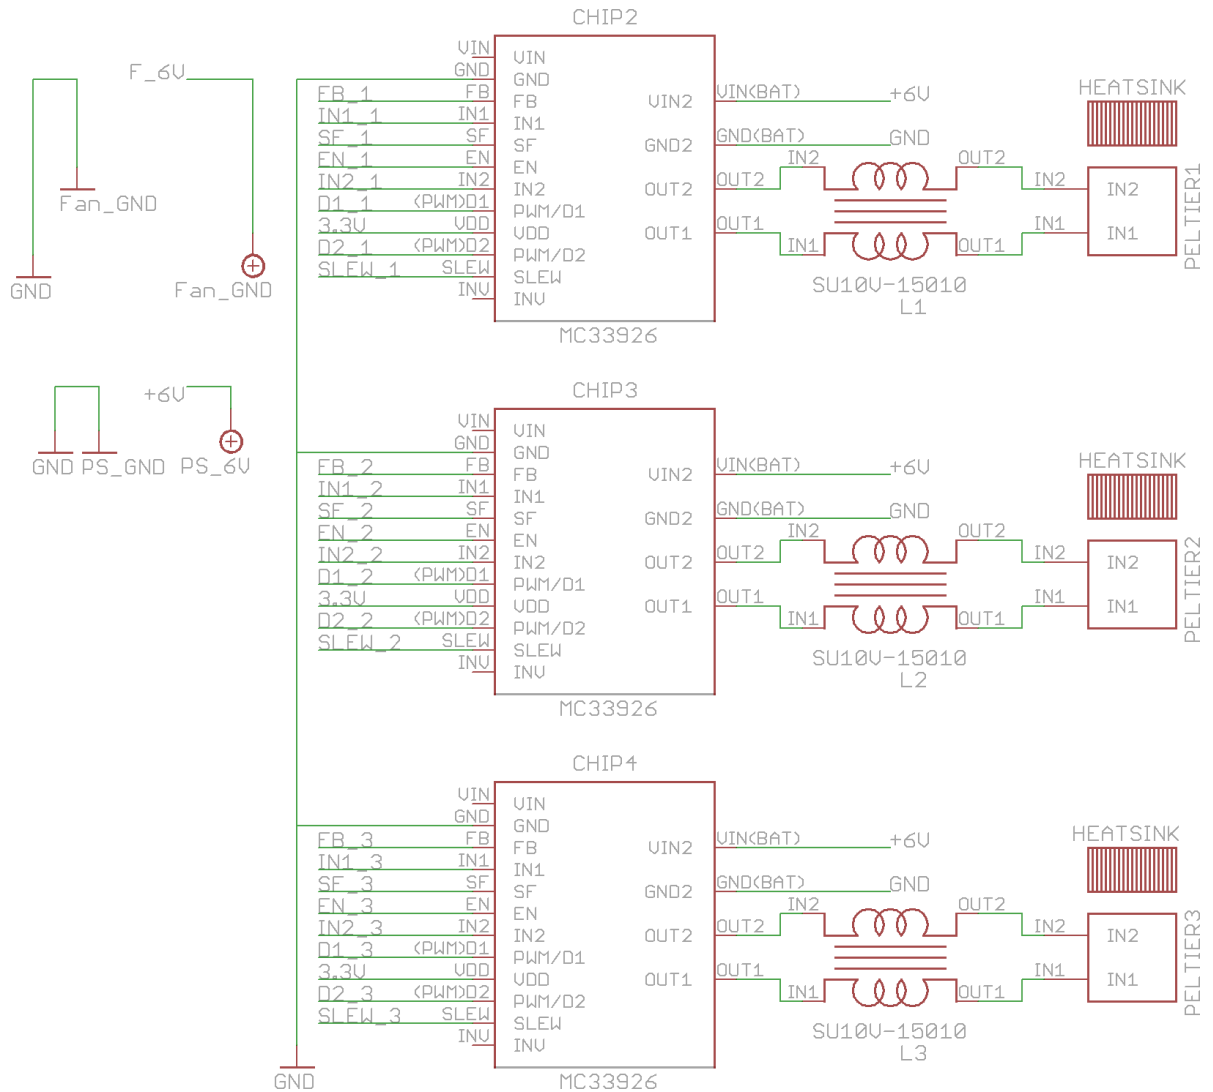 F_6V
Fan_GND
GND
Fan_GND
+6V
GND
PS_GND
PS_6V
CHIP2
VIN
GND
FB_1
FB
IN1_1
IN1
SF_1
SF
EN_1
EN
IN2_1
IN2
D1_1
(PWM)D1
3.3V
VDD
D2_1
(PWM)D2
SLEW_1
SLEW
INV
VIN
GND
FB
IN1
SF
EN
IN2
PWM/D1
VDD
PWM/D2
SLEW
INV
VIN2
GND2
OUT2
OUT1
MC33926
VIN(BAT)
+6V
GND(BAT)
GND
OUT2
IN2
OUT2
IN2
OUT1
IN1
OUT1
IN1
SU10V-15010
L1
HEATSINK
IN2
IN1
PELTIER1
CHIP3
VIN
GND
FB_2
FB
IN1_2
IN1
SF_2
SF
EN_2
EN
IN2_2
IN2
D1_2
(PWM)D1
3.3V
VDD
D2_2
(PWM)D2
SLEW_2
SLEW
INV
VIN
GND
FB
IN1
SF
EN
IN2
PWM/D1
VDD
PWM/D2
SLEW
INV
VIN2
GND2
OUT2
OUT1
MC33926
VIN(BAT)
+6V
GND(BAT)
GND
OUT2
IN2
OUT2
IN2
OUT1
IN1
OUT1
IN1
SU10V-15010
L2
HEATSINK
IN2
IN1
PELTIER2
CHIP4
VIN
GND
FB_3
FB
IN1_3
IN1
SF_3
SF
EN_3
EN
IN2_3
IN2
D1_3
(PWM)D1
3.3V
VDD
D2_3
(PWM)D2
SLEW_3
SLEW
INV
VIN
GND
FB
IN1
SF
EN
IN2
PWM/D1
VDD
PWM/D2
SLEW
INV
VIN2
GND2
OUT2
OUT1
MC33926
VIN(BAT)
+6V
GND(BAT)
GND
OUT2
IN2
OUT2
IN2
OUT1
IN1
OUT1
IN1
SU10V-15010
L3
HEATSINK
IN2
IN1
PELTIER3
GND